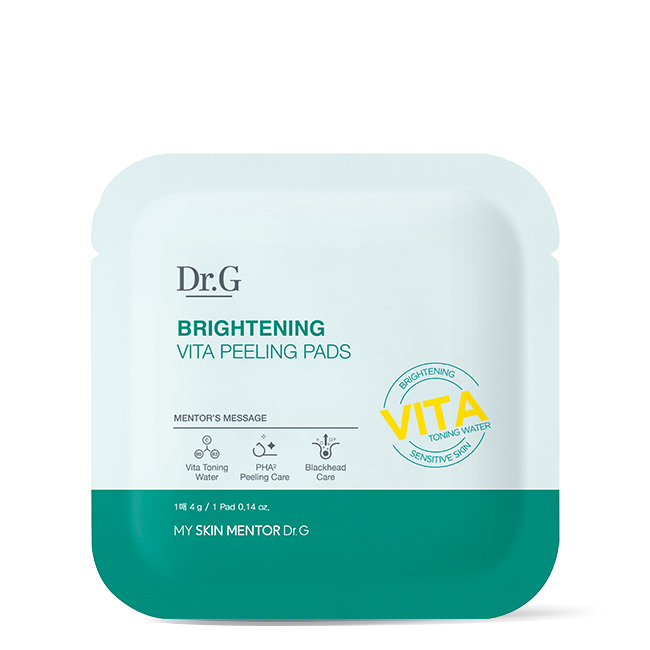 Dr.G
BRIGHTENING
VITA PEELING PADS
BRIGHTENING
VITA
TONING WATER
SENSITIVE SKIN
MENTOR'S MESSAGE
Vita Toning
Water
PHA²
Peeling Care
Blackhead
Care
1매 4 g / 1 Pad 0.14 oz.
MY SKIN MENTOR Dr.G